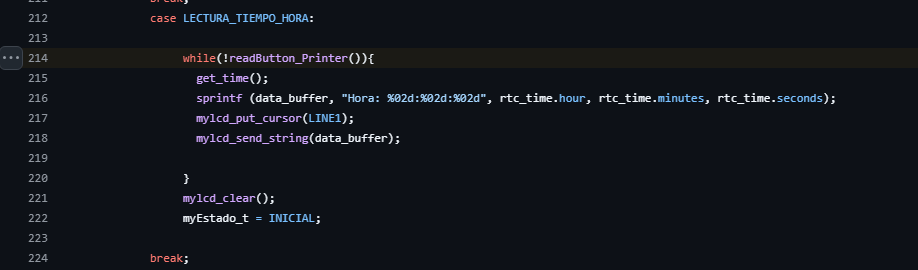 211 break;
212 case LECTURA_TIEMPO_HORA:
213
214 while(!readButton_Printer()){
215 get_time();
216 sprintf (data_buffer, "Hora: %02d:%02d:%02d", rtc_time.hour, rtc_time.minutes, rtc_time.seconds);
217 mylcd_put_cursor(LINE1);
218 mylcd_send_string(data_buffer);
219
220 }
221 mylcd_clear();
222 myEstado_t = INICIAL;
223
224 break;